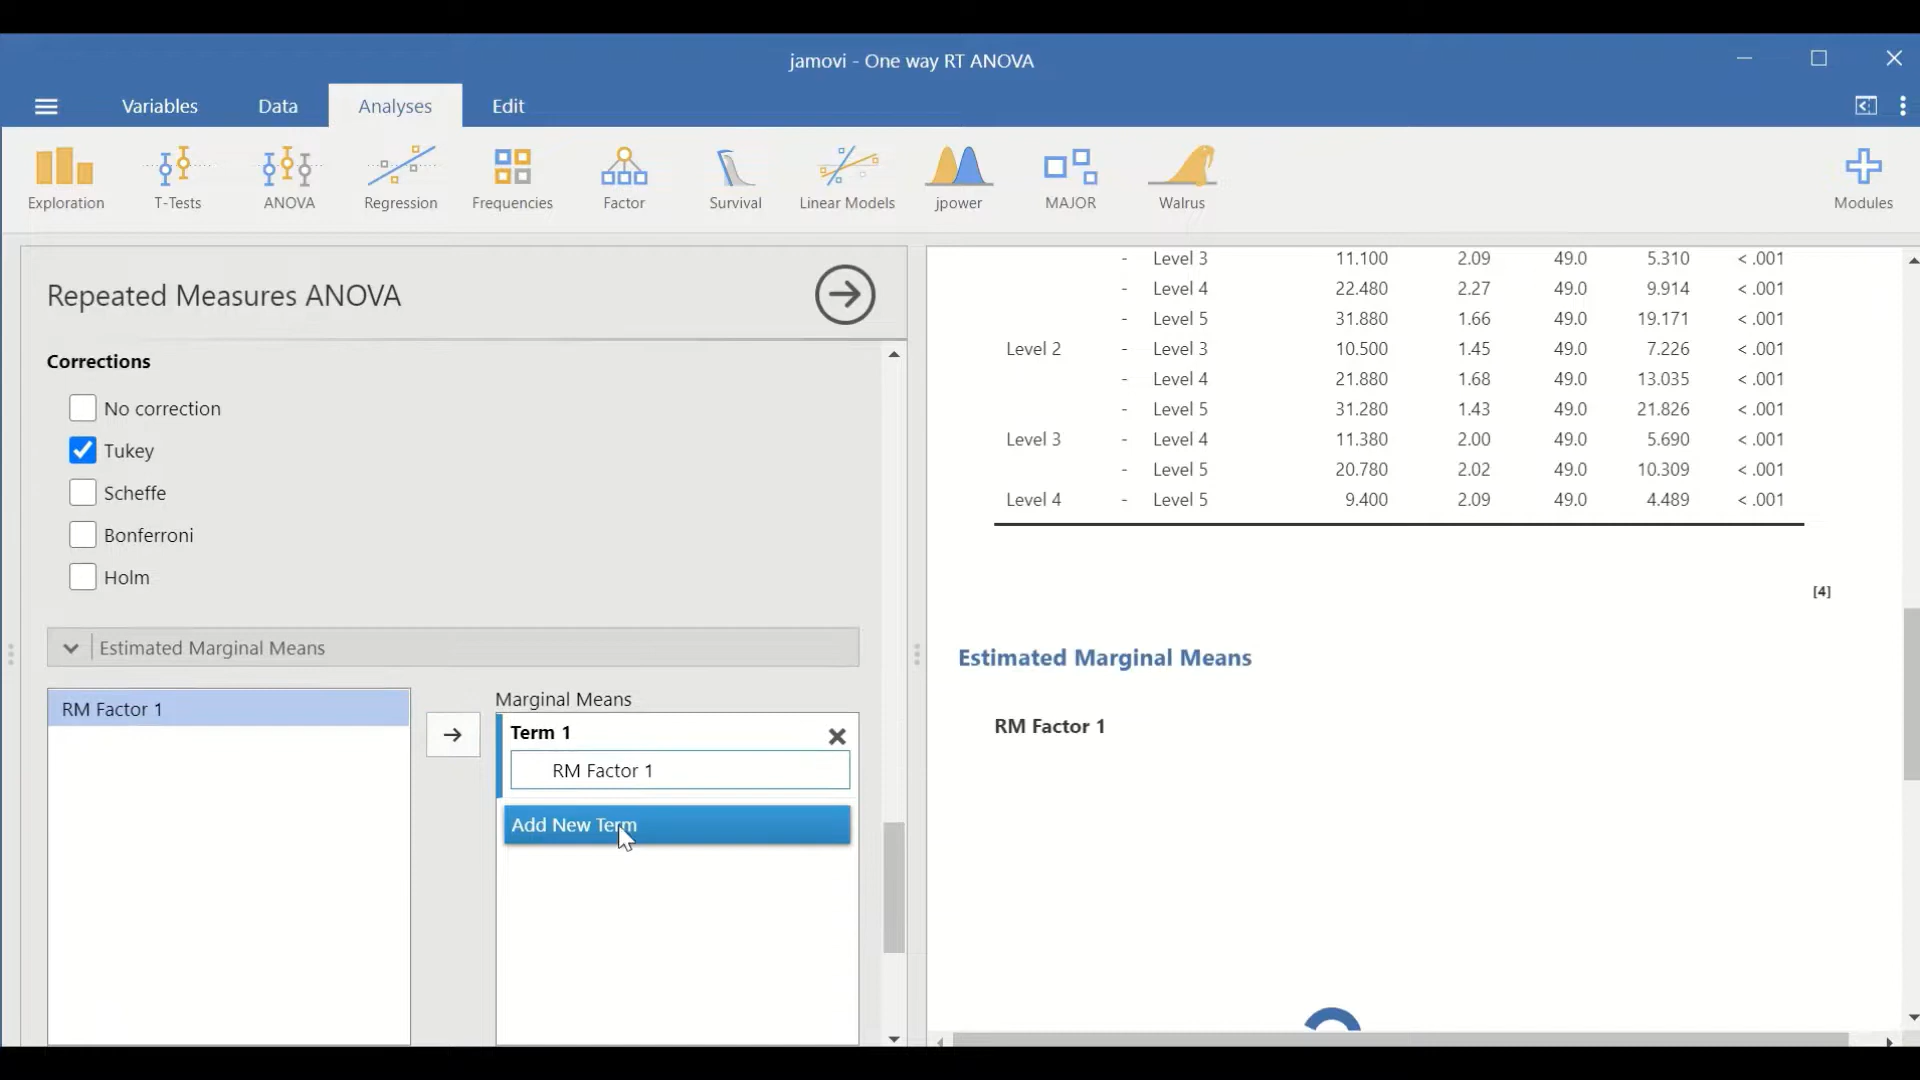 jamovi - One way RT ANOVA
Variables Data Analyses Edit
Exploration T-Tests ANOVA Regression Frequencies Factor Survival Linear Models jpower MAJOR Walrus Modules
Repeated Measures ANOVA
Corrections
No correction
Tukey
Scheffe
Bonferroni
Holm
Estimated Marginal Means
RM Factor 1
Marginal Means
Term 1
RM Factor 1
Add New Term
- Level 3 11.100 2.09 49.0 5.310 < .001
- Level 4 22.480 2.27 49.0 9.914 < .001
- Level 5 31.880 1.66 49.0 19.171 < .001
Level 2 - Level 3 10.500 1.45 49.0 7.226 < .001
- Level 4 21.880 1.68 49.0 13.035 < .001
- Level 5 31.280 1.43 49.0 21.826 < .001
Level 3 - Level 4 11.380 2.00 49.0 5.690 < .001
- Level 5 20.780 2.02 49.0 10.309 < .001
Level 4 - Level 5 9.400 2.09 49.0 4.489 < .001
[4]
Estimated Marginal Means
RM Factor 1